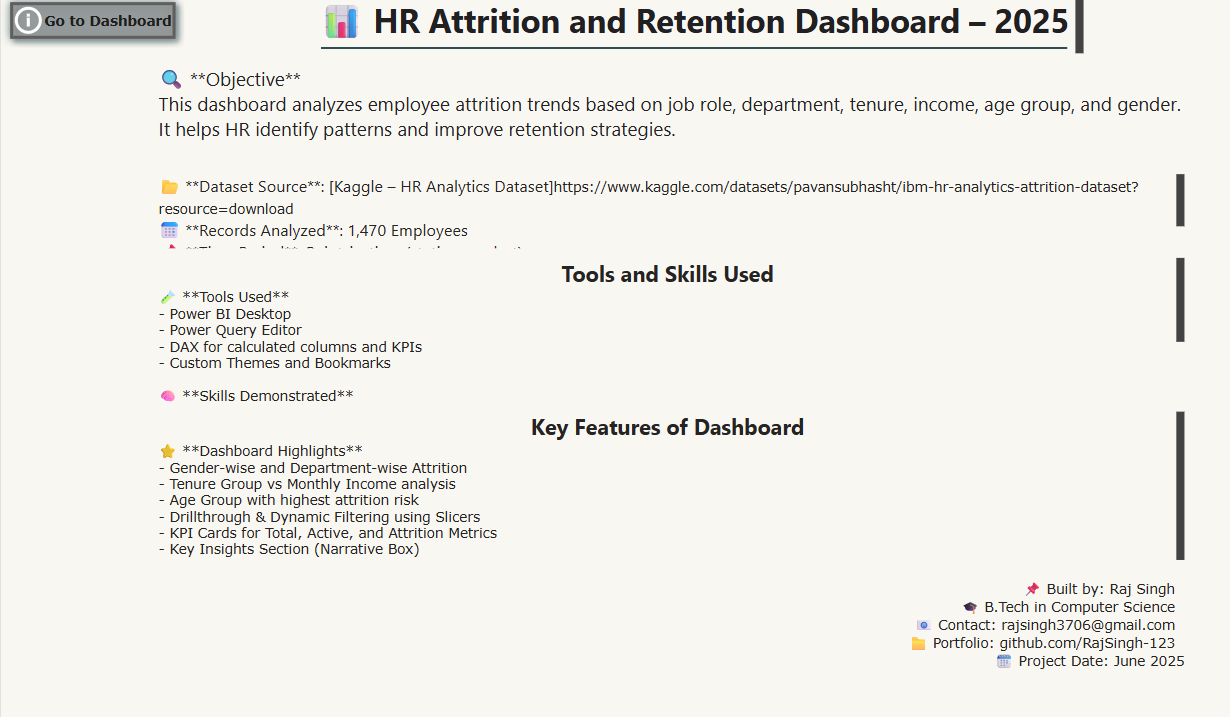 Go to Dashboard
HR Attrition and Retention Dashboard – 2025
**Objective**
This dashboard analyzes employee attrition trends based on job role, department, tenure, income, age group, and gender.
It helps HR identify patterns and improve retention strategies.
**Dataset Source**: [Kaggle – HR Analytics Dataset]https://www.kaggle.com/datasets/pavansubhasht/ibm-hr-analytics-attrition-dataset?
resource=download
**Records Analyzed**: 1,470 Employees
Tools and Skills Used
**Tools Used**
- Power BI Desktop
- Power Query Editor
- DAX for calculated columns and KPIs
- Custom Themes and Bookmarks
**Skills Demonstrated**
Key Features of Dashboard
**Dashboard Highlights**
- Gender-wise and Department-wise Attrition
- Tenure Group vs Monthly Income analysis
- Age Group with highest attrition risk
- Drillthrough & Dynamic Filtering using Slicers
- KPI Cards for Total, Active, and Attrition Metrics
- Key Insights Section (Narrative Box)
Built by: Raj Singh
B.Tech in Computer Science
Contact: rajsingh3706@gmail.com
Portfolio: github.com/RajSingh-123
Project Date: June 2025